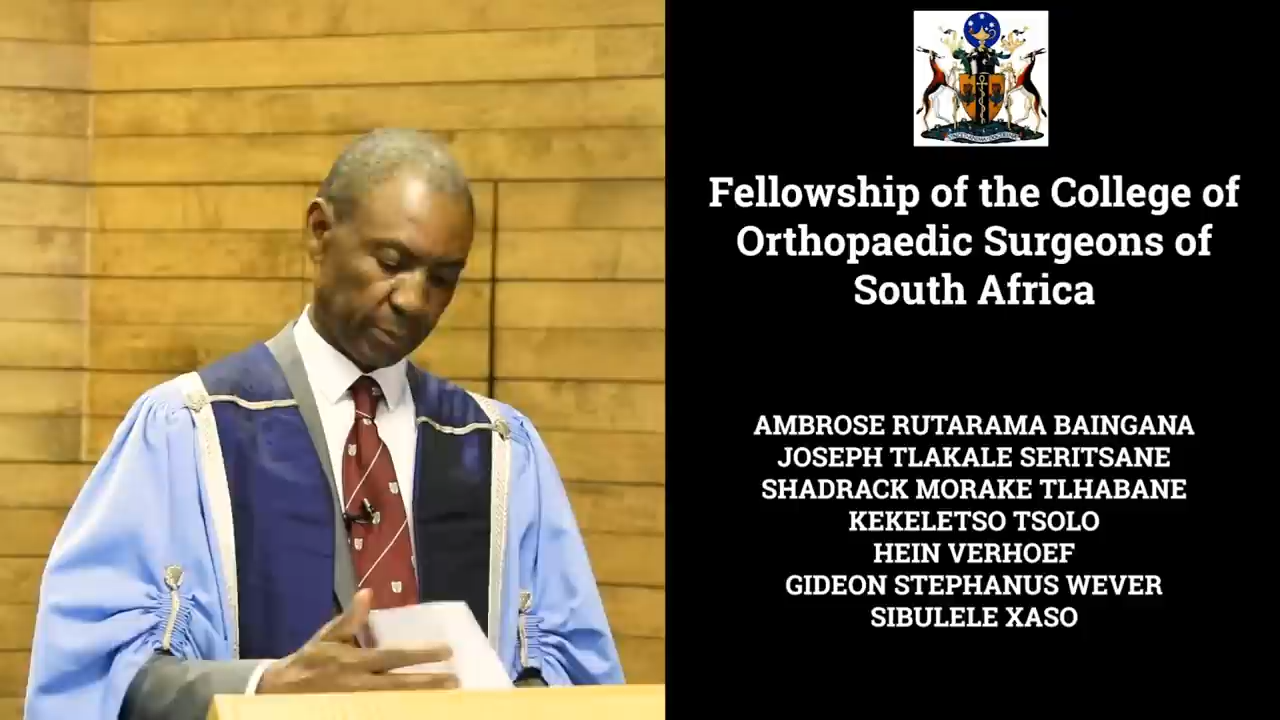 Fellowship of the College of
Orthopaedic Surgeons of
South Africa
AMBROSE RUTARAMA BAINGANA
JOSEPH TLAKALE SERITSANE
SHADRACK MORAKE TLHABANE
KEKELETSO TSOLO
HEIN VERHOEF
GIDEON STEPHANUS WEVER
SIBULELE XASO